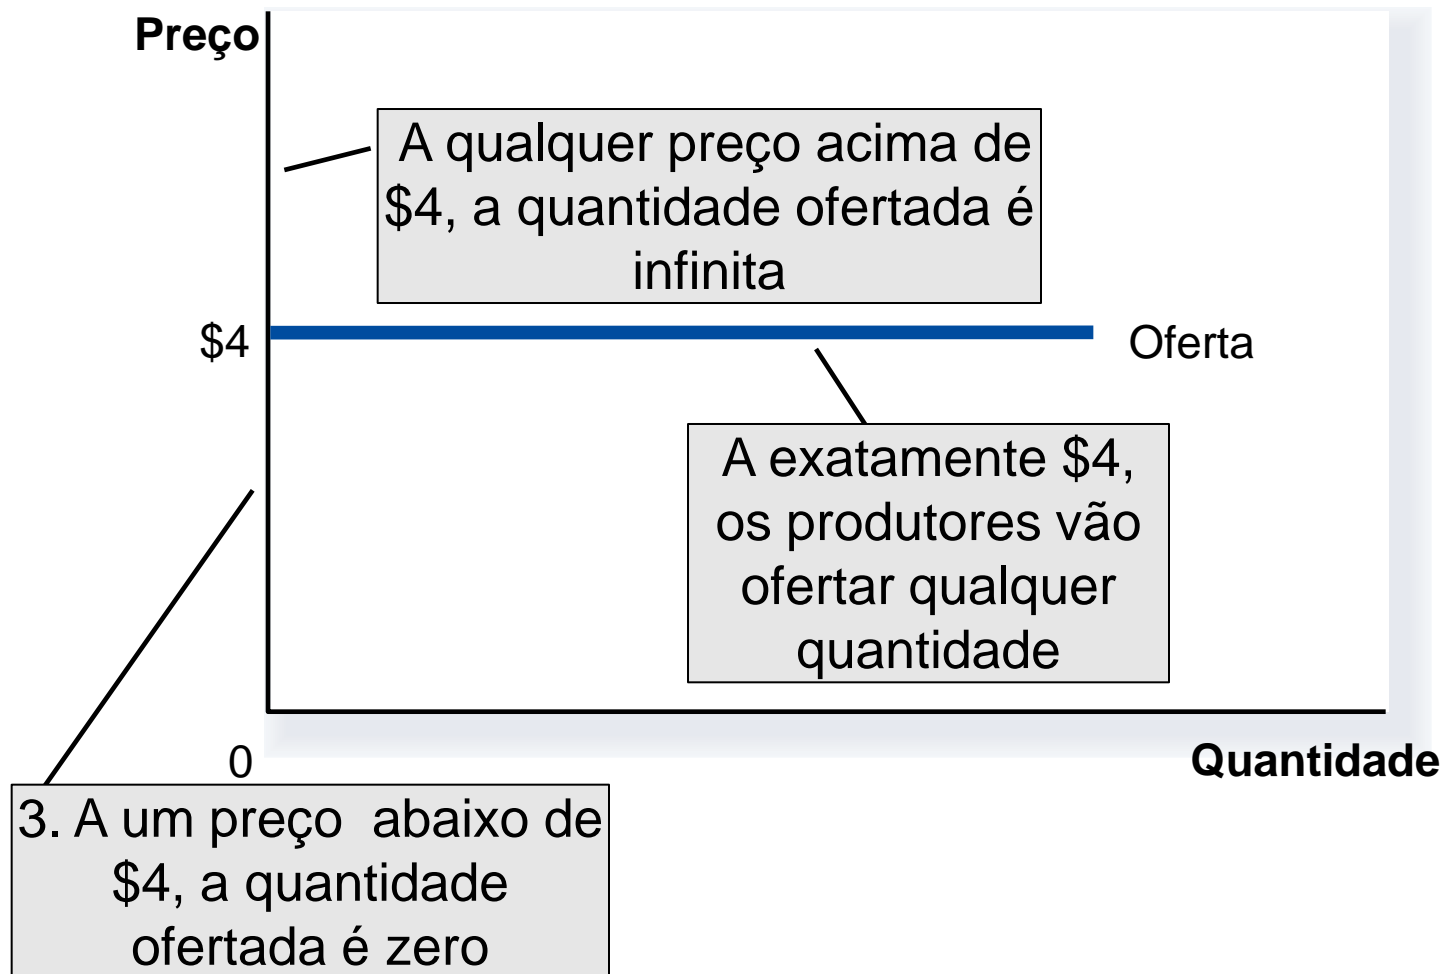 Preço
A qualquer preço acima de
$4, a quantidade ofertada é
infinita
$4
Oferta
A exatamente $4,
os produtores vão
ofertar qualquer
quantidade
0
Quantidade
3. A um preço abaixo de
$4, a quantidade
ofertada é zero